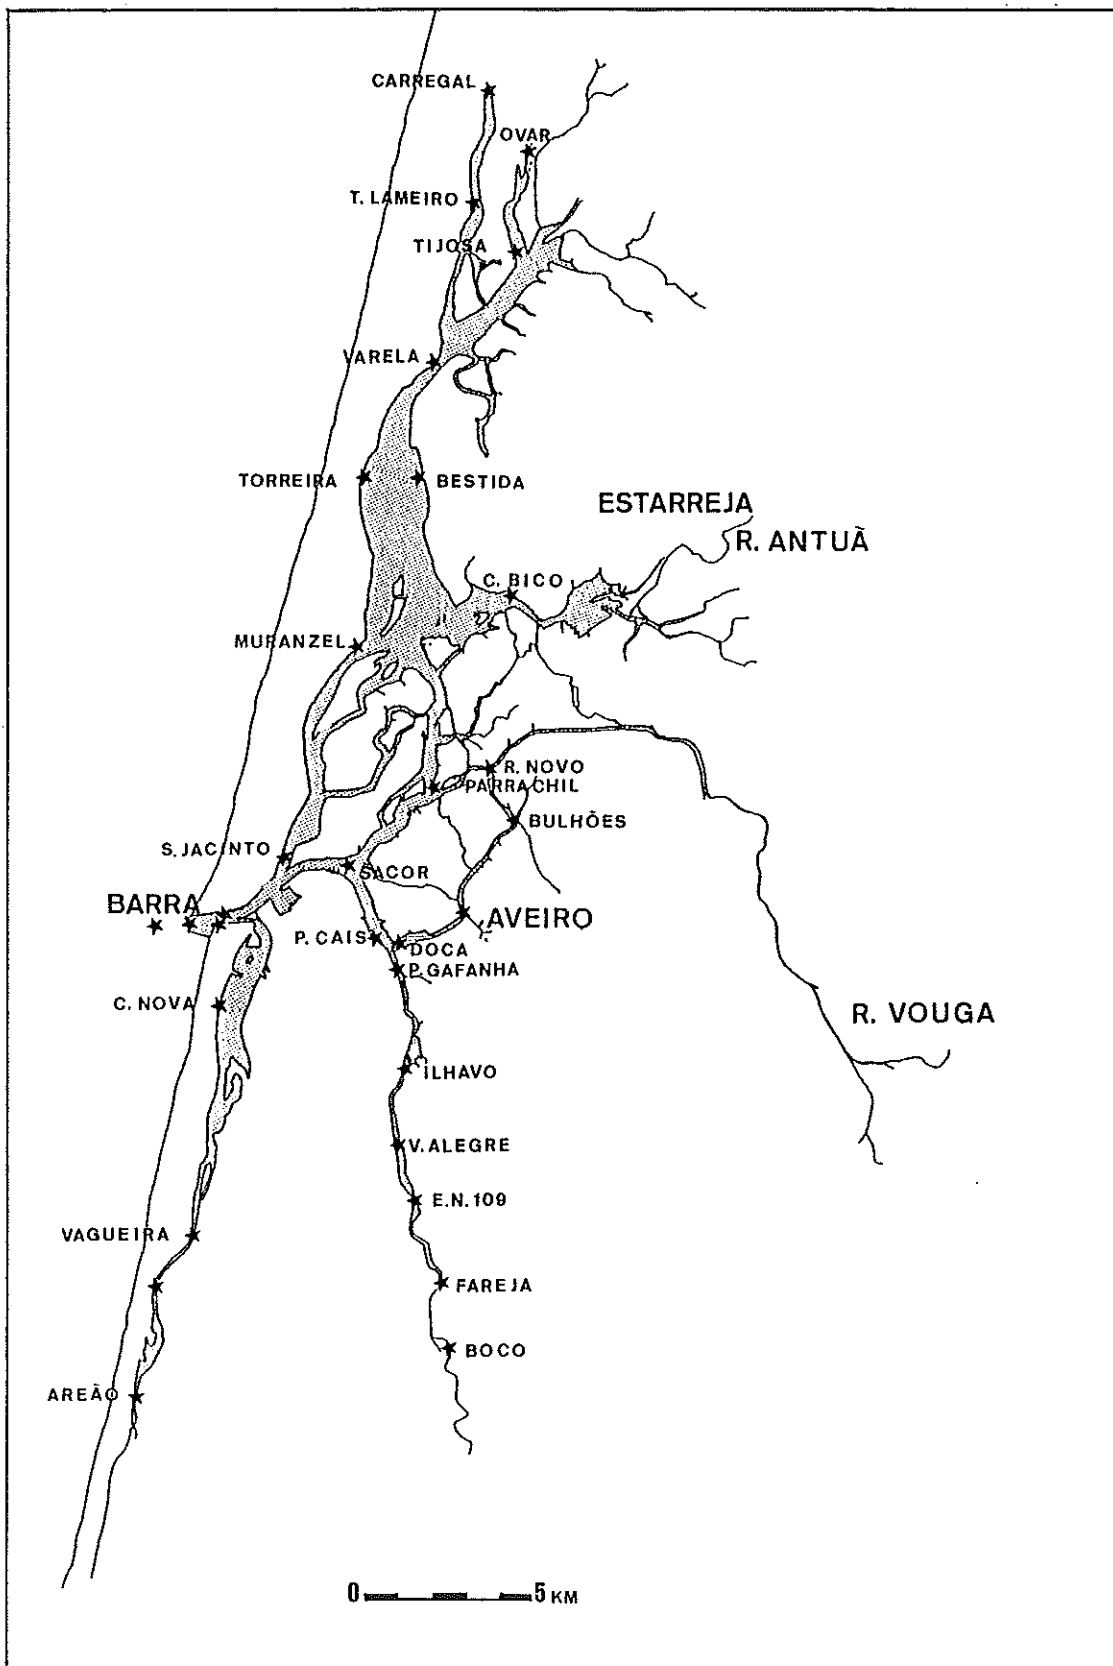 CARREGAL
OVAR
T. LAMEIRO
TIJOSA
VARELA
TORREIRA
BESTIDA
ESTARREJA
R. ANTUÃ
C. BICO
MURANZEL
R. NOVO
PARRACHIL
BULHÕES
S. JACINTO
SACOR
BARRA
AVEIRO
P. CAIS
DOCA
P. GAFANHA
C. NOVA
R. VOUGA
ILHAVO
V. ALEGRE
E.N. 109
VAGUEIRA
FAREJA
BOCO
AREÃO
0 5 KM